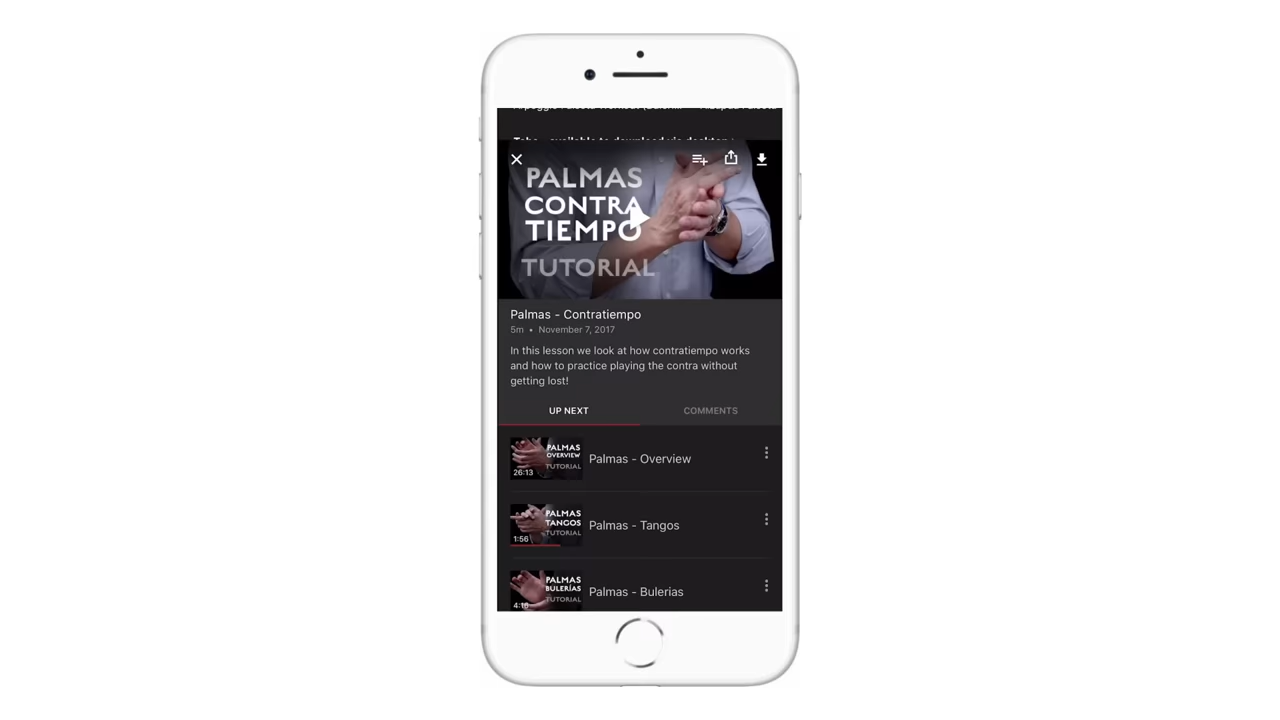 PALMAS
CONTRA
TIEMPO
TUTORIAL
Palmas - Contratiempo
5m • November 7, 2017
In this lesson we look at how contratiempo works
and how to practice playing the contra without
getting lost!
UP NEXT
COMMENTS
PALMAS
OVERVIEW
TUTORIAL
26:13
Palmas - Overview
PALMAS
TANGOS
TUTORIAL
1:56
Palmas - Tangos
PALMAS
BULERÍAS
TUTORIAL
Palmas - Bulerias